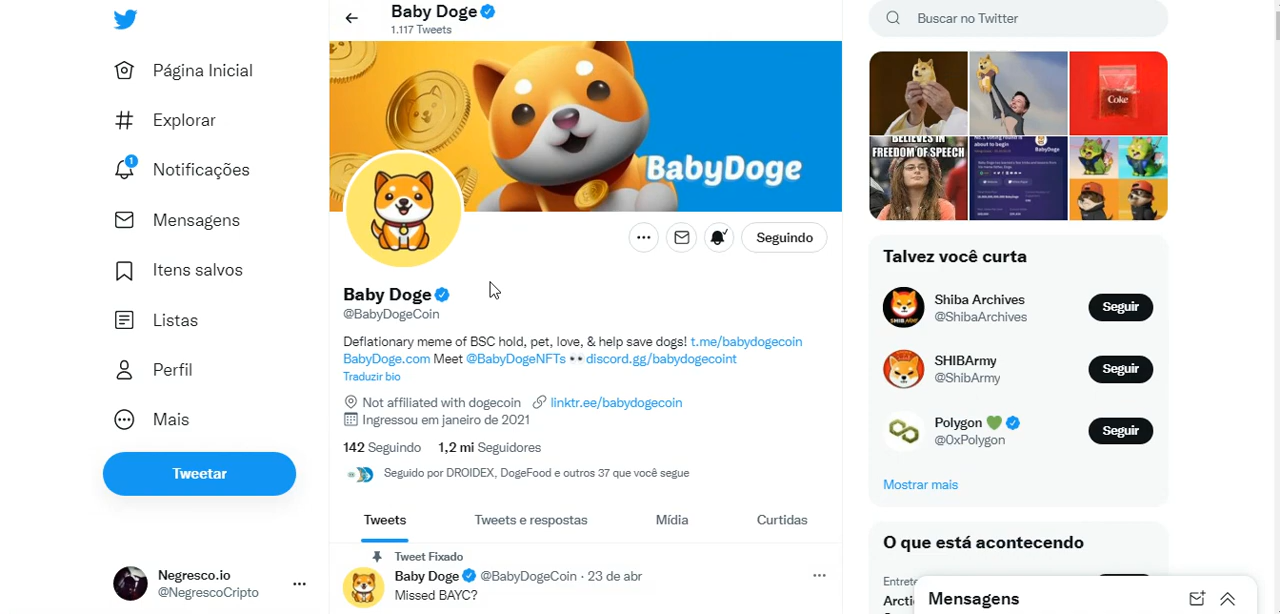 Baby Doge
1.117 Tweets
Buscar no Twitter
Página Inicial
Explorar
1
Notificações
Mensagens
Itens salvos
Listas
Perfil
Mais
Tweetar
Negresco.io
@NegrescoCripto
BabyDoge
Seguindo
Baby Doge
@BabyDogeCoin
Deflationary meme of BSC hold, pet, love, & help save dogs! t.me/babydogecoin
BabyDoge.com Meet @BabyDogeNFTs 👀 discord.gg/babydogecoint
Traduzir bio
Not affiliated with dogecoin linktr.ee/babydogecoin
Ingressou em janeiro de 2021
142 Seguindo 1,2 mi Seguidores
Seguido por DROIDEX, DogeFood e outros 37 que você segue
Tweets Tweets e respostas Mídia Curtidas
Tweet Fixado
Baby Doge @BabyDogeCoin · 23 de abr
Missed BAYC?
Coke
BELIEVES IN
FREEDOM OF SPEECH
BabyDoge
Talvez você curta
Shiba Archives
@ShibaArchives
Seguir
SHIBArmy
@ShibArmy
Seguir
Polygon 💚
@0xPolygon
Seguir
Mostrar mais
O que está acontecendo
Entrete
Arcti
Mensagens